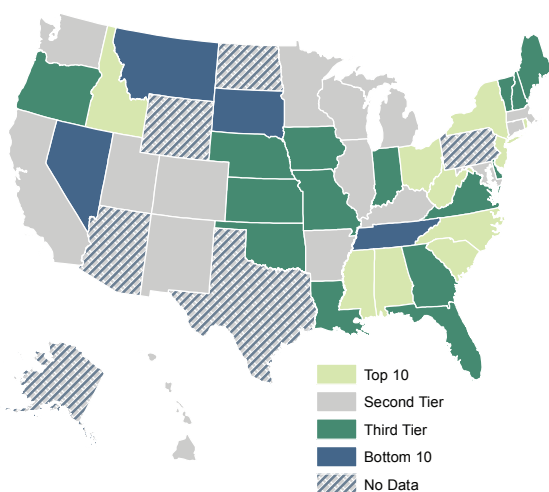 Top 10
Second Tier
Third Tier
Bottom 10
No Data